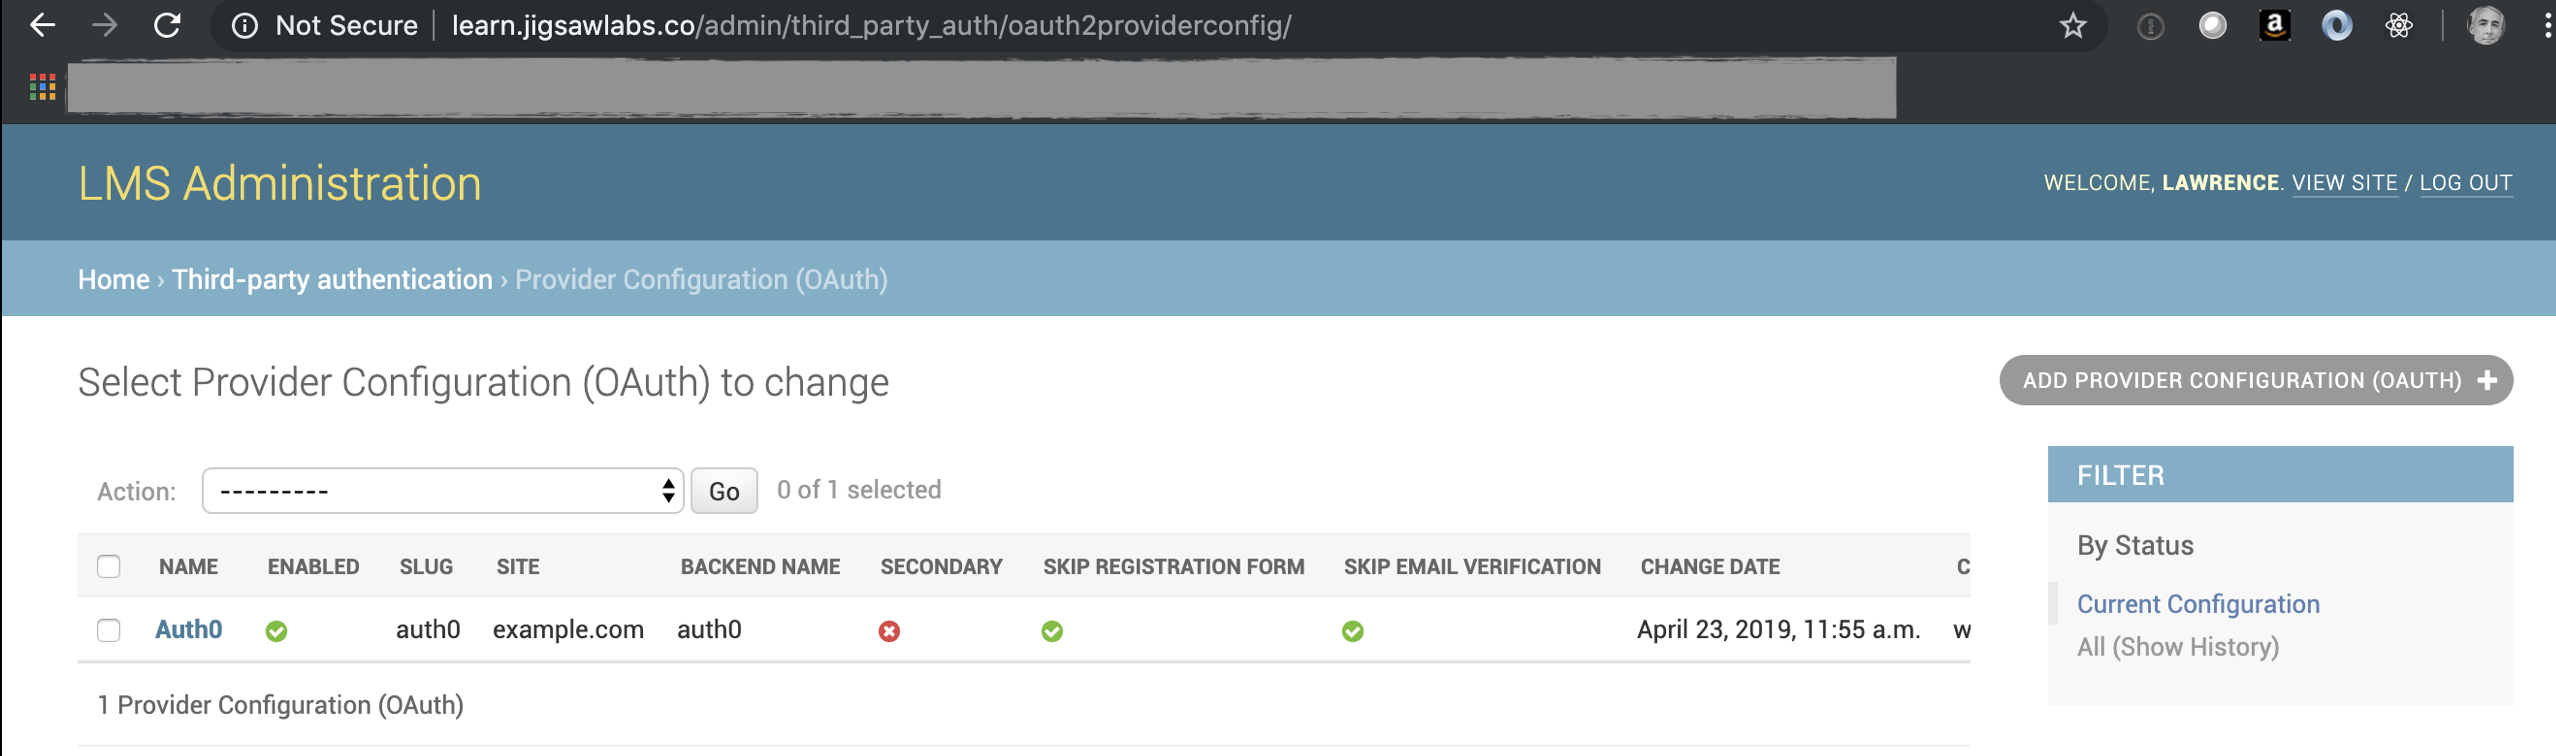 Not Secure learn.jigsawlabs.co/admin/third_party_auth/oauth2providerconfig/
LMS Administration
WELCOME, LAWRENCE. VIEW SITE / LOG OUT
Home › Third-party authentication › Provider Configuration (OAuth)
Select Provider Configuration (OAuth) to change
ADD PROVIDER CONFIGURATION (OAUTH) +
Action: --------- Go 0 of 1 selected
NAME ENABLED SLUG SITE BACKEND NAME SECONDARY SKIP REGISTRATION FORM SKIP EMAIL VERIFICATION CHANGE DATE C
Auth0 auth0 example.com auth0 April 23, 2019, 11:55 a.m. w
1 Provider Configuration (OAuth)
FILTER
By Status
Current Configuration
All (Show History)